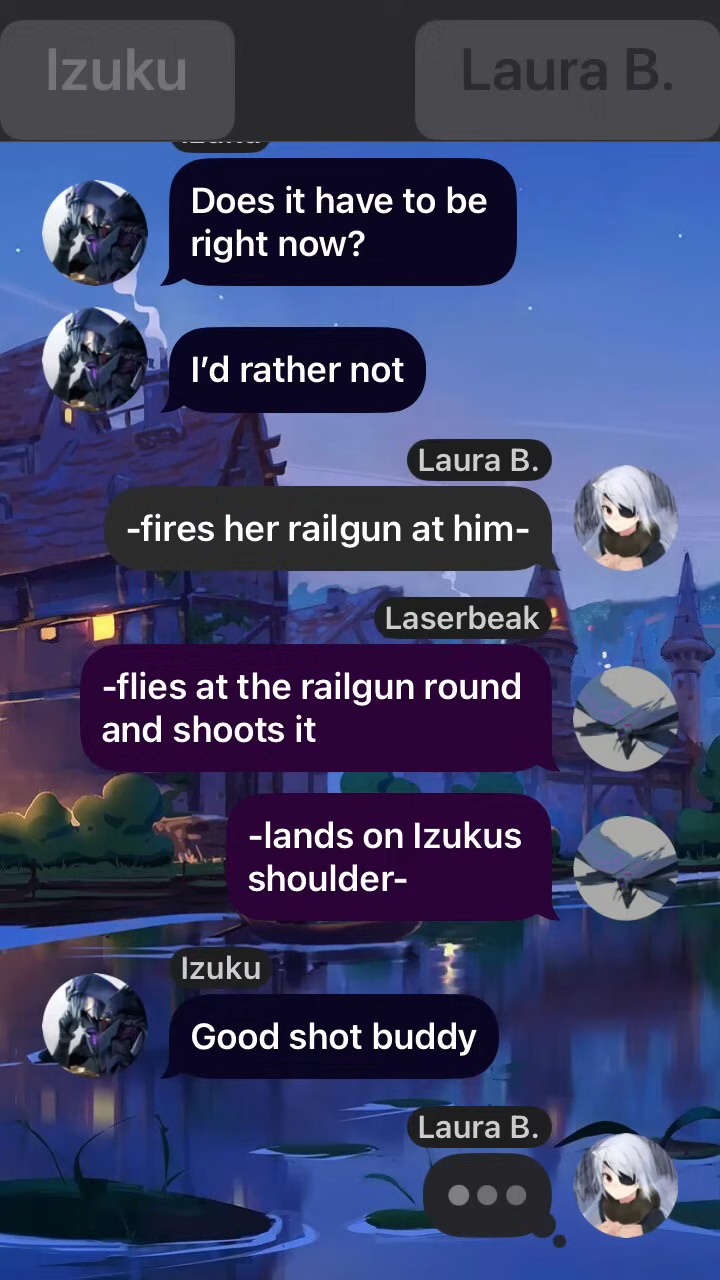 Izuku
Laura B.
Does it have to be
right now?
I’d rather not
Laura B.
-fires her railgun at him-
Laserbeak
-flies at the railgun round
and shoots it
-lands on Izukus
shoulder-
Izuku
Good shot buddy
Laura B.